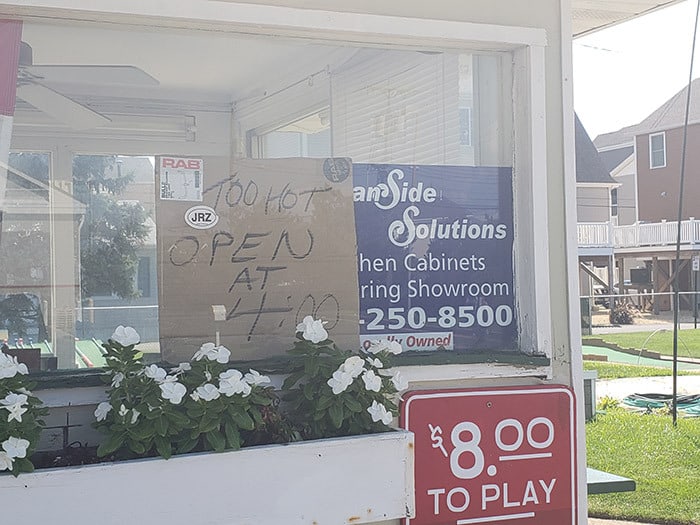 RAB
JRZ
TOO HOT
OPEN
AT
4:00
anSide
Solutions
hen Cabinets
ring Showroom
-250-8500
Owned
$8.00
TO PLAY